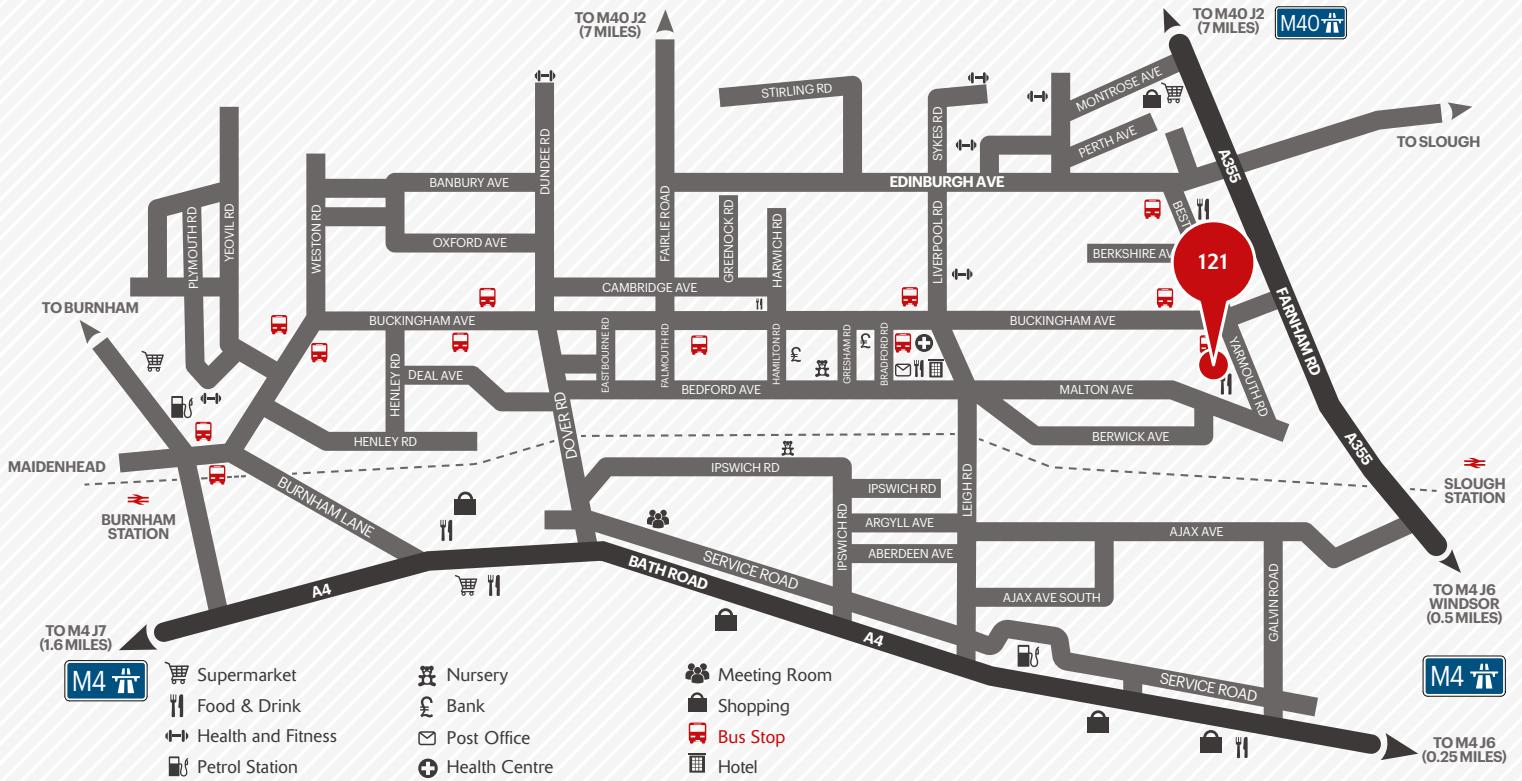 TO M40 J2
(7 MILES)
TO M40 J2
(7 MILES)
M40
STIRLING RD
MONTROSE AVE
SYKES RD
PERTH AVE
DUNDEE RD
TO SLOUGH
A355
BANBURY AVE
EDINBURGH AVE
PLYMOUTH RD
YEOVIL RD
WESTON RD
OXFORD AVE
FAIRLIE ROAD
GREENOCK RD
HARWICH RD
LIVERPOOL RD
BEST
BERKSHIRE AV
121
CAMBRIDGE AVE
TO BURNHAM
BUCKINGHAM AVE
BUCKINGHAM AVE
FARNHAM RD
EASTBOURNE RD
FALMOUTH RD
HAMILTON RD
GRESHAM RD
BRADFORD RD
YARMOUTH RD
HENLEY RD
DEAL AVE
BEDFORD AVE
MALTON AVE
DOVER RD
HENLEY RD
BERWICK AVE
A355
MAIDENHEAD
IPSWICH RD
IPSWICH RD
LEIGH RD
SLOUGH
STATION
BURNHAM
STATION
BURNHAM LANE
ARGYLL AVE
AJAX AVE
IPSWICH RD
ABERDEEN AVE
SERVICE ROAD
BATH ROAD
A4
AJAX AVE SOUTH
GALVIN ROAD
TO M4 J6
WINDSOR
(0.5 MILES)
TO M4 J7
(1.6 MILES)
A4
M4
M4
SERVICE ROAD
TO M4 J6
(0.25 MILES)
Supermarket
Food & Drink
Health and Fitness
Petrol Station
Nursery
£ Bank
Post Office
Health Centre
Meeting Room
Shopping
Bus Stop
Hotel
£
£